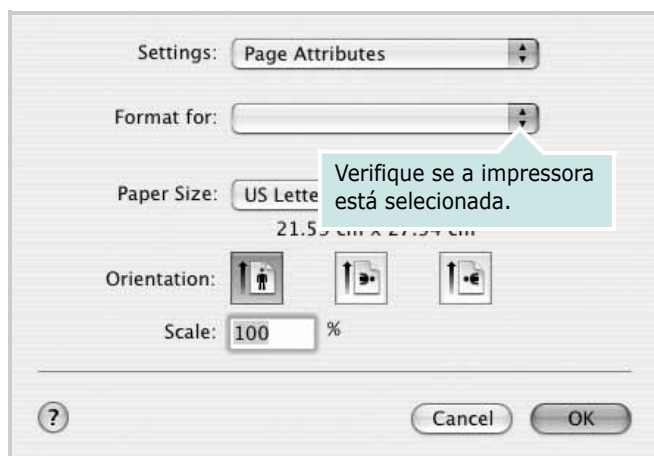 Settings: Page Attributes
Format for:
Verifique se a impressora
está selecionada.
Paper Size: US Lette
Orientation:
Scale: 100 %
? Cancel OK